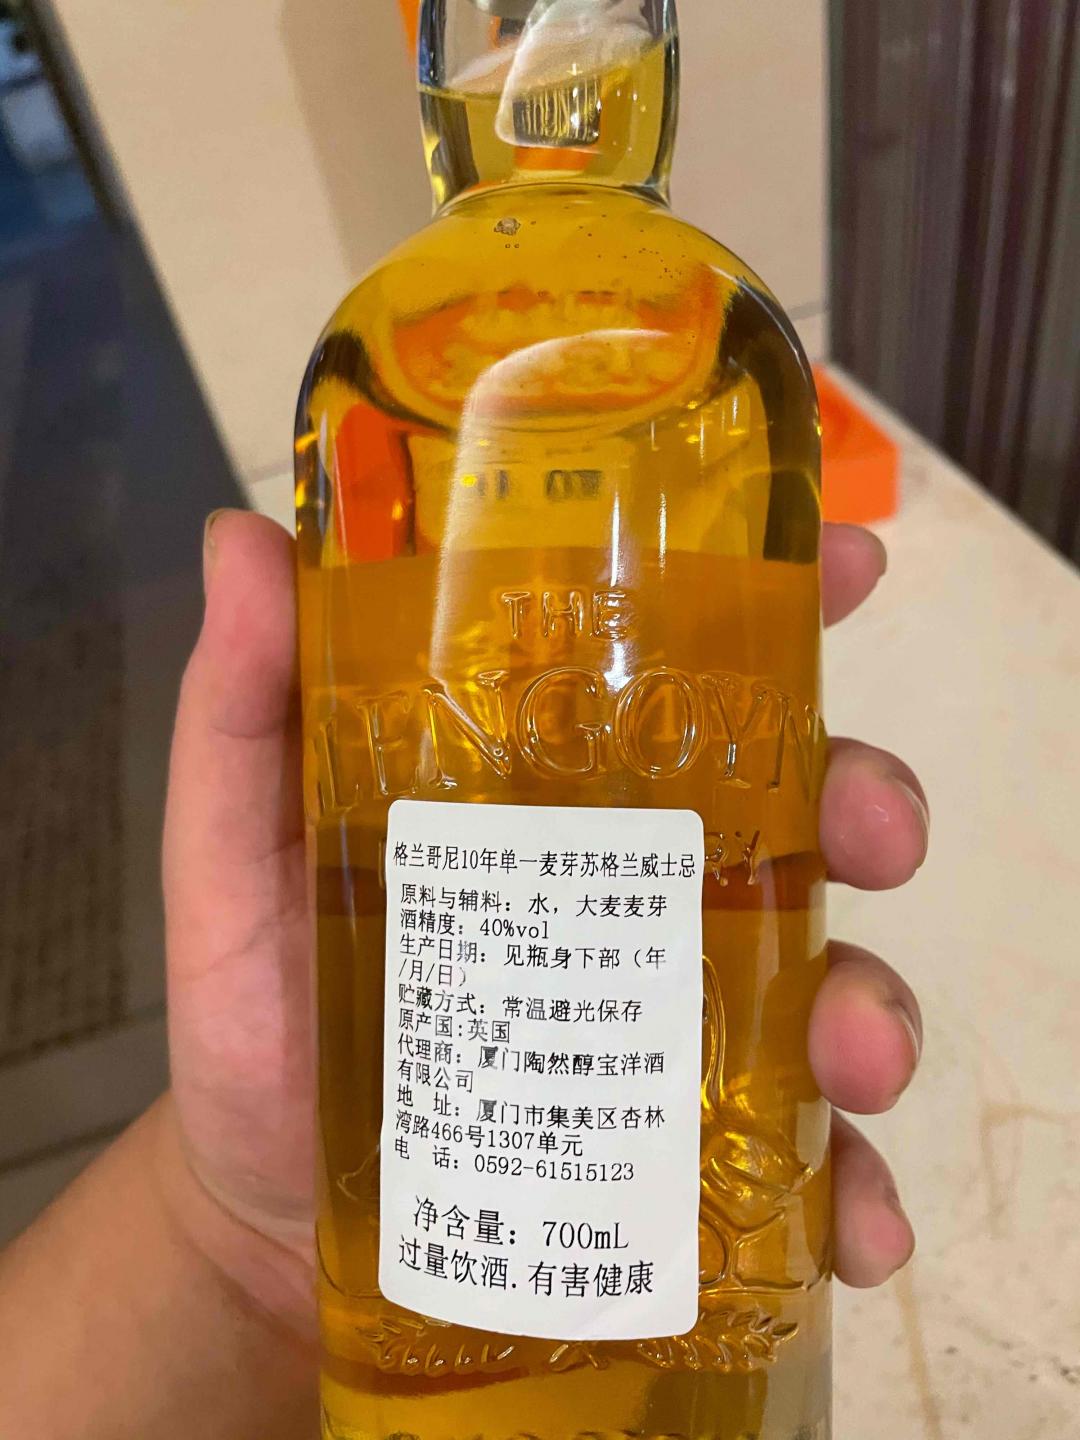 THE
LENGOYN
RY
格兰哥尼10年单一麦芽苏格兰威士忌
原料与辅料：水，大麦麦芽
酒精度：40%vol
生产日期：见瓶身下部（年
/月/日）
贮藏方式：常温避光保存
原产国:英国
代理商：厦门陶然醇宝洋酒
有限公司
地 址：厦门市集美区杏林
湾路466号1307单元
电 话：0592-61515123
净含量：700mL
过量饮酒.有害健康